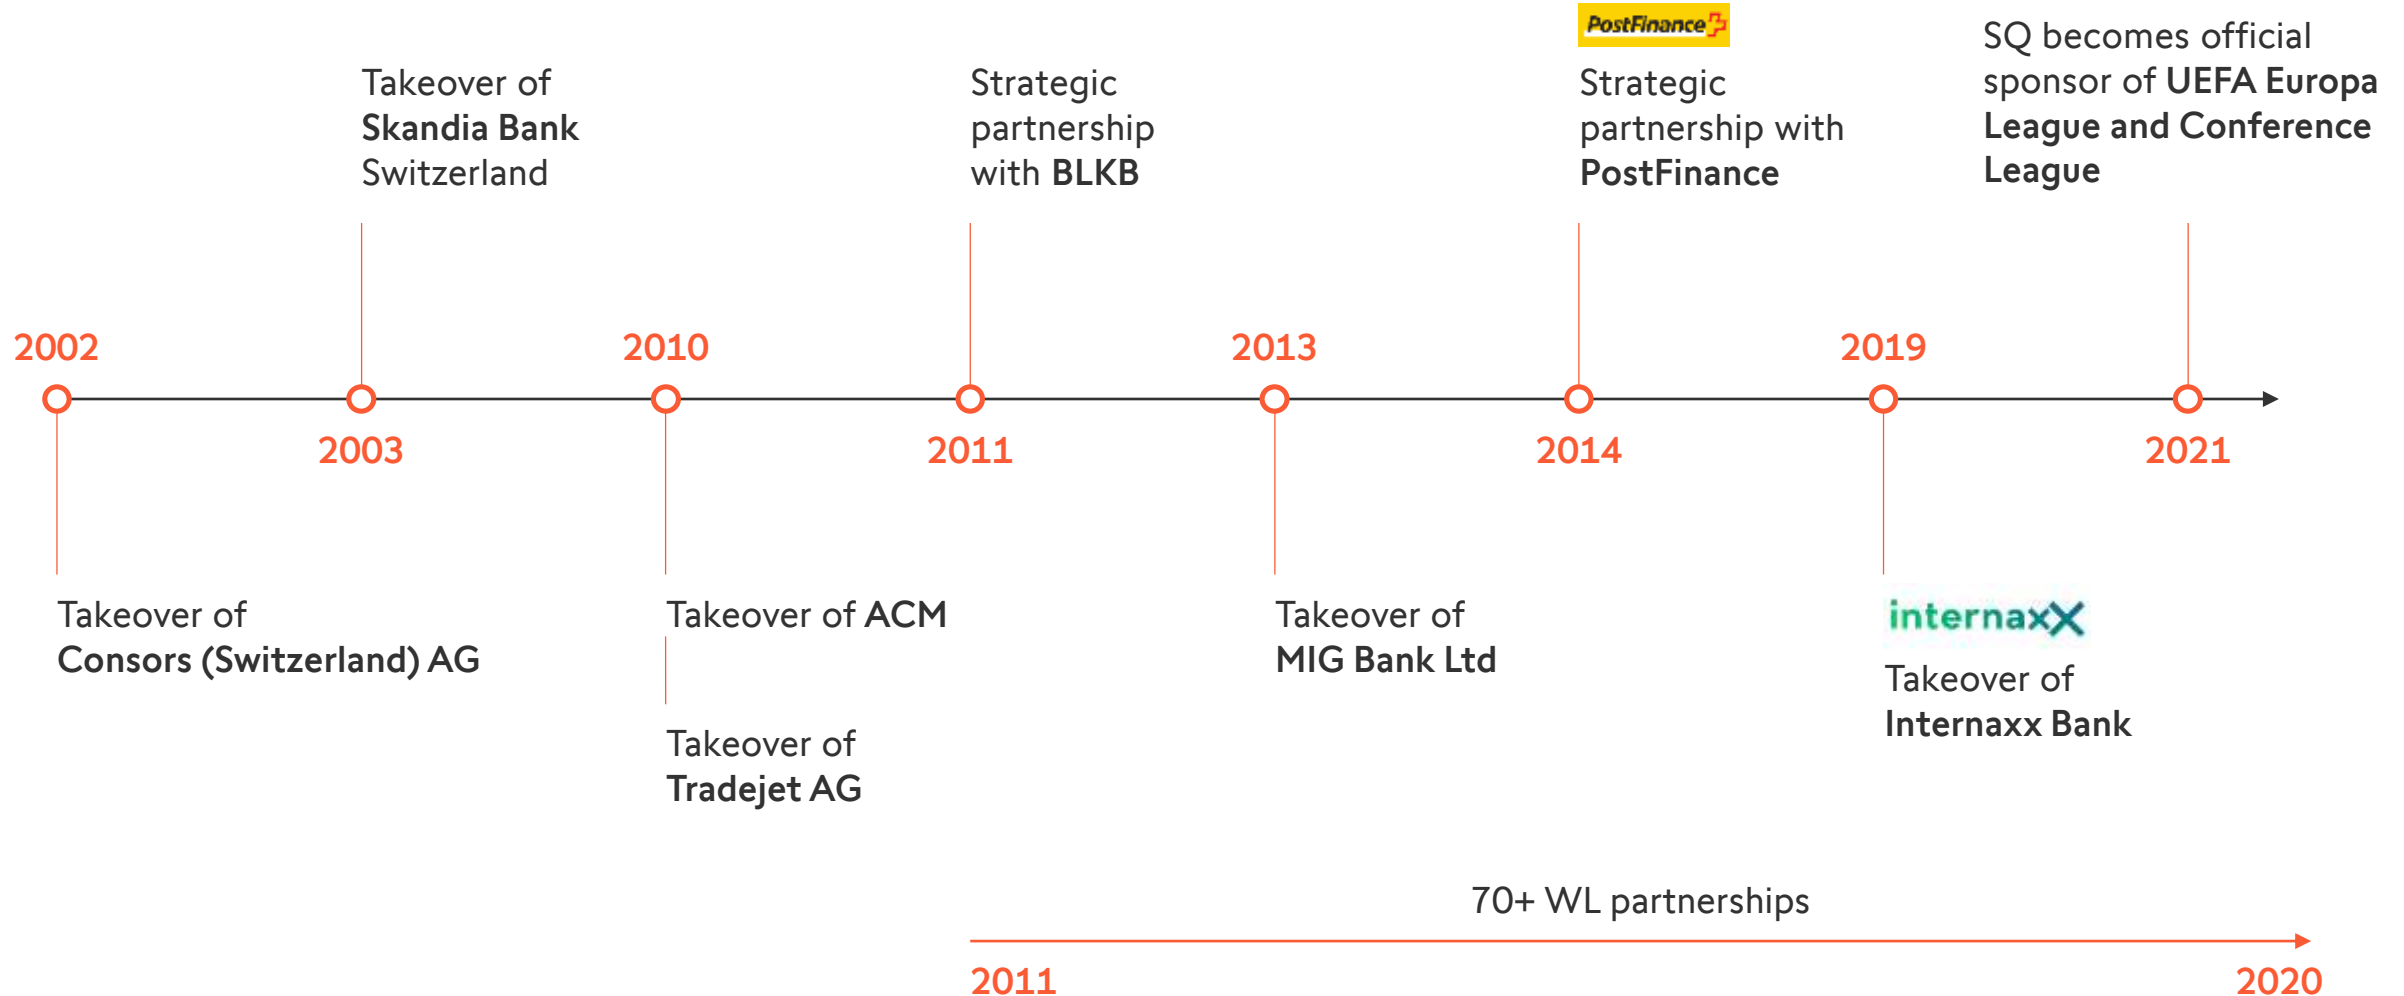 PostFinance
Takeover of
Skandia Bank
Switzerland
Strategic
partnership
with BLKB
Strategic
partnership with
PostFinance
SQ becomes official
sponsor of UEFA Europa
League and Conference
League
2002
2010
2013
2019
2003
2011
2014
2021
Takeover of
Consors (Switzerland) AG
Takeover of ACM
Takeover of
Tradejet AG
Takeover of
MIG Bank Ltd
internaxx
Takeover of
Internaxx Bank
70+ WL partnerships
2011
2020